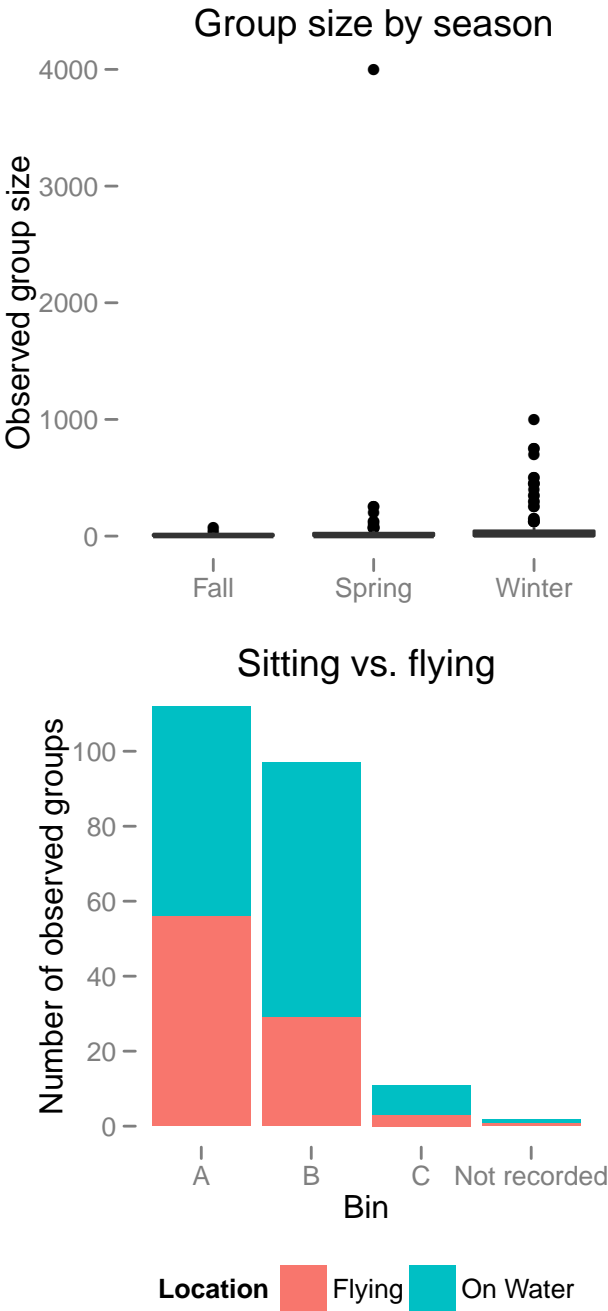 Group size by season
Observed group size
4000
3000
2000
1000
0
Fall Spring Winter
Sitting vs. flying
Number of observed groups
100
80
60
40
20
0
A B C Not recorded
Bin
Location Flying On Water